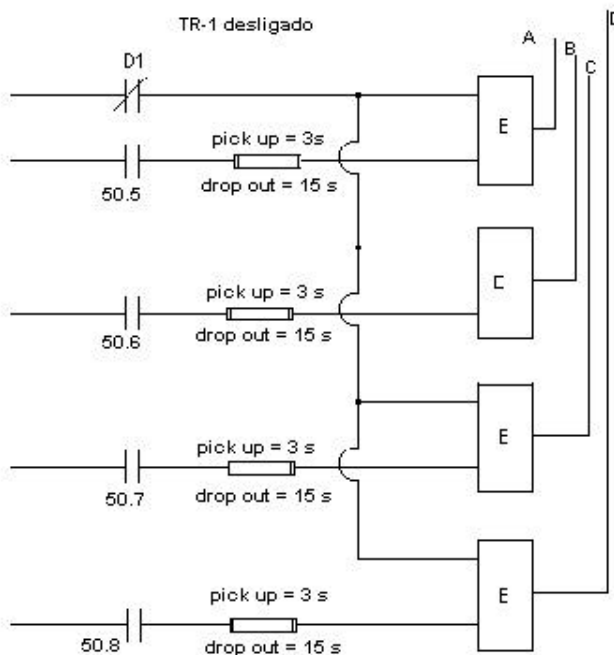 TR-1 desligado
D1
A
B
C
D
E
pick up = 3s
drop out = 15 s
50.5
E
pick up = 3 s
drop out = 15 s
50.6
E
pick up = 3 s
drop out = 15 s
50.7
E
pick up = 3 s
drop out = 15 s
50.8